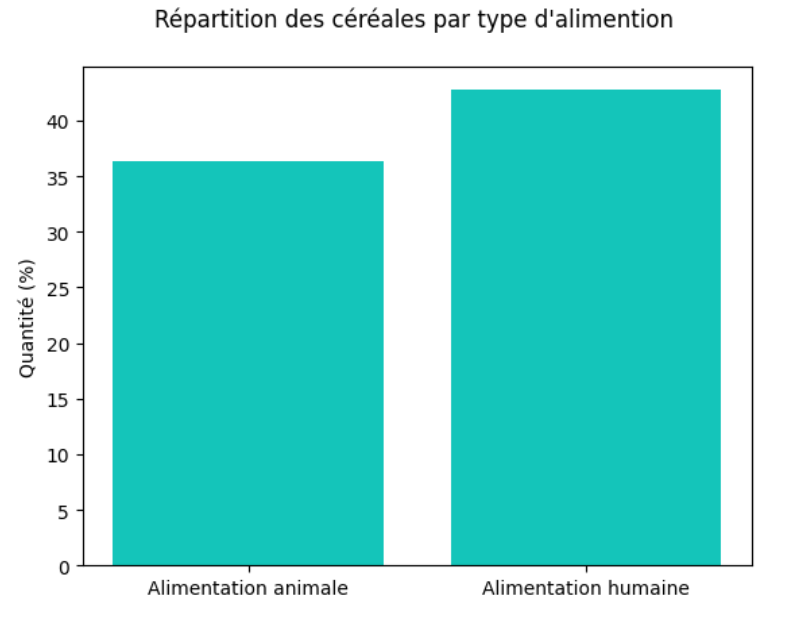 Répartition des céréales par type d'alimention
Quantité (%)
40
35
30
25
20
15
10
5
0
Alimentation animale
Alimentation humaine